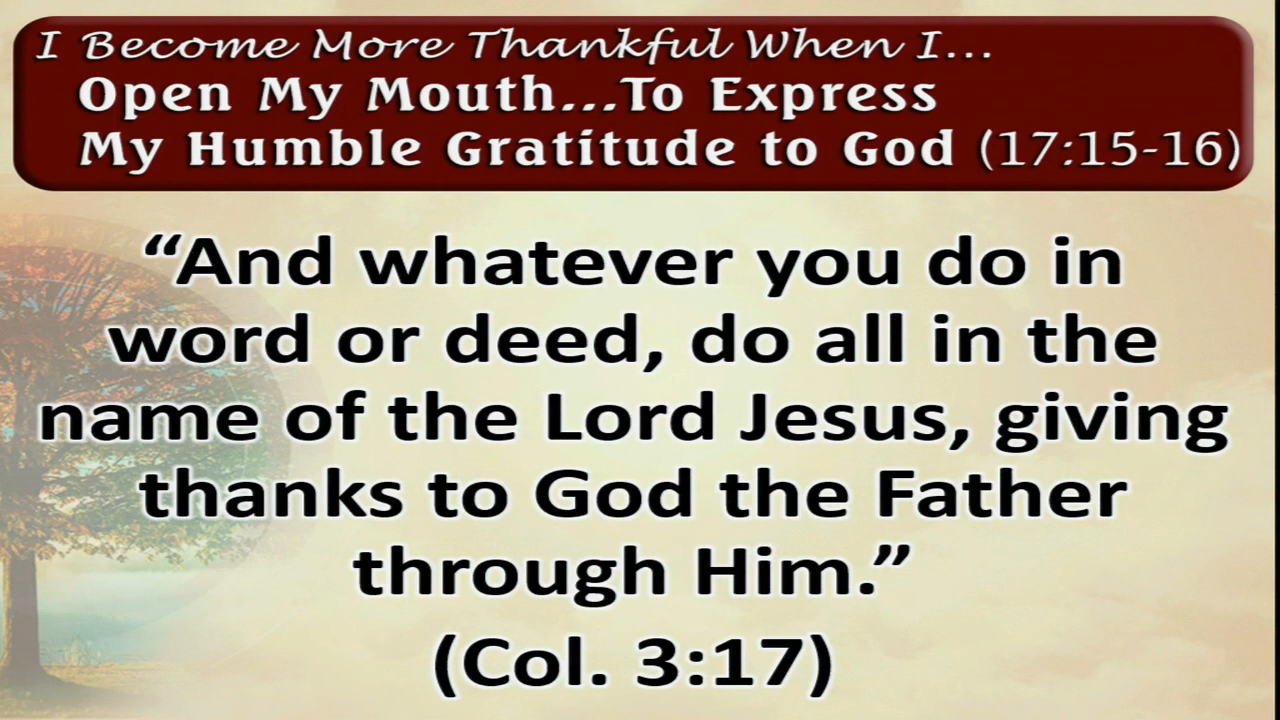 I Become More Thankful When I...
Open My Mouth...To Express
My Humble Gratitude to God (17:15-16)
“And whatever you do in
word or deed, do all in the
name of the Lord Jesus, giving
thanks to God the Father
through Him.”
(Col. 3:17)